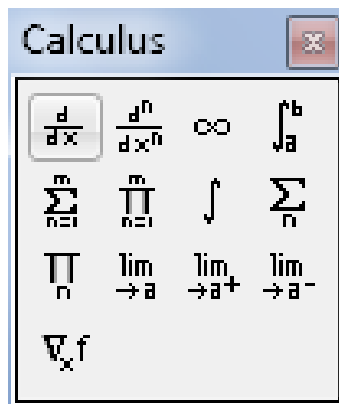 Calculus
d/dx dⁿ/dxⁿ ∞ ∫ₐᵇ
∑ₙ₌₁ᵐ ∏ₙ₌₁ᵐ ∫ ∑ₙ
∏ₙ lim→a lim→a⁺ lim→a⁻
∇ₓf